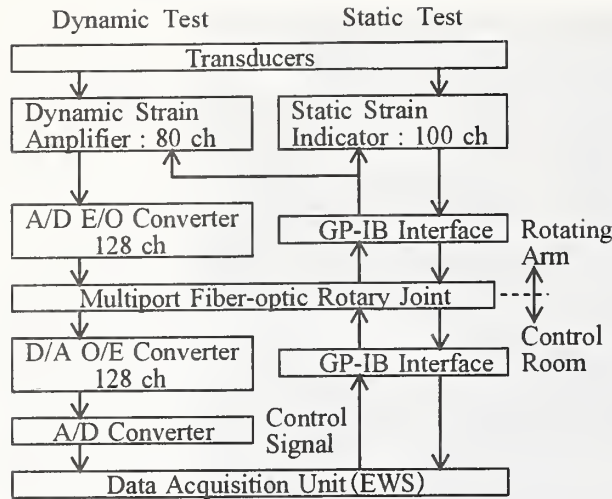 Dynamic Test
Static Test
Transducers
Dynamic Strain
Amplifier : 80 ch
Static Strain
Indicator : 100 ch
A/D E/O Converter
128 ch
GP-IB Interface
Rotating
Arm
Multiport Fiber-optic Rotary Joint
D/A O/E Converter
128 ch
GP-IB Interface
Control
Room
A/D Converter
Control
Signal
Data Acquisition Unit(EWS)